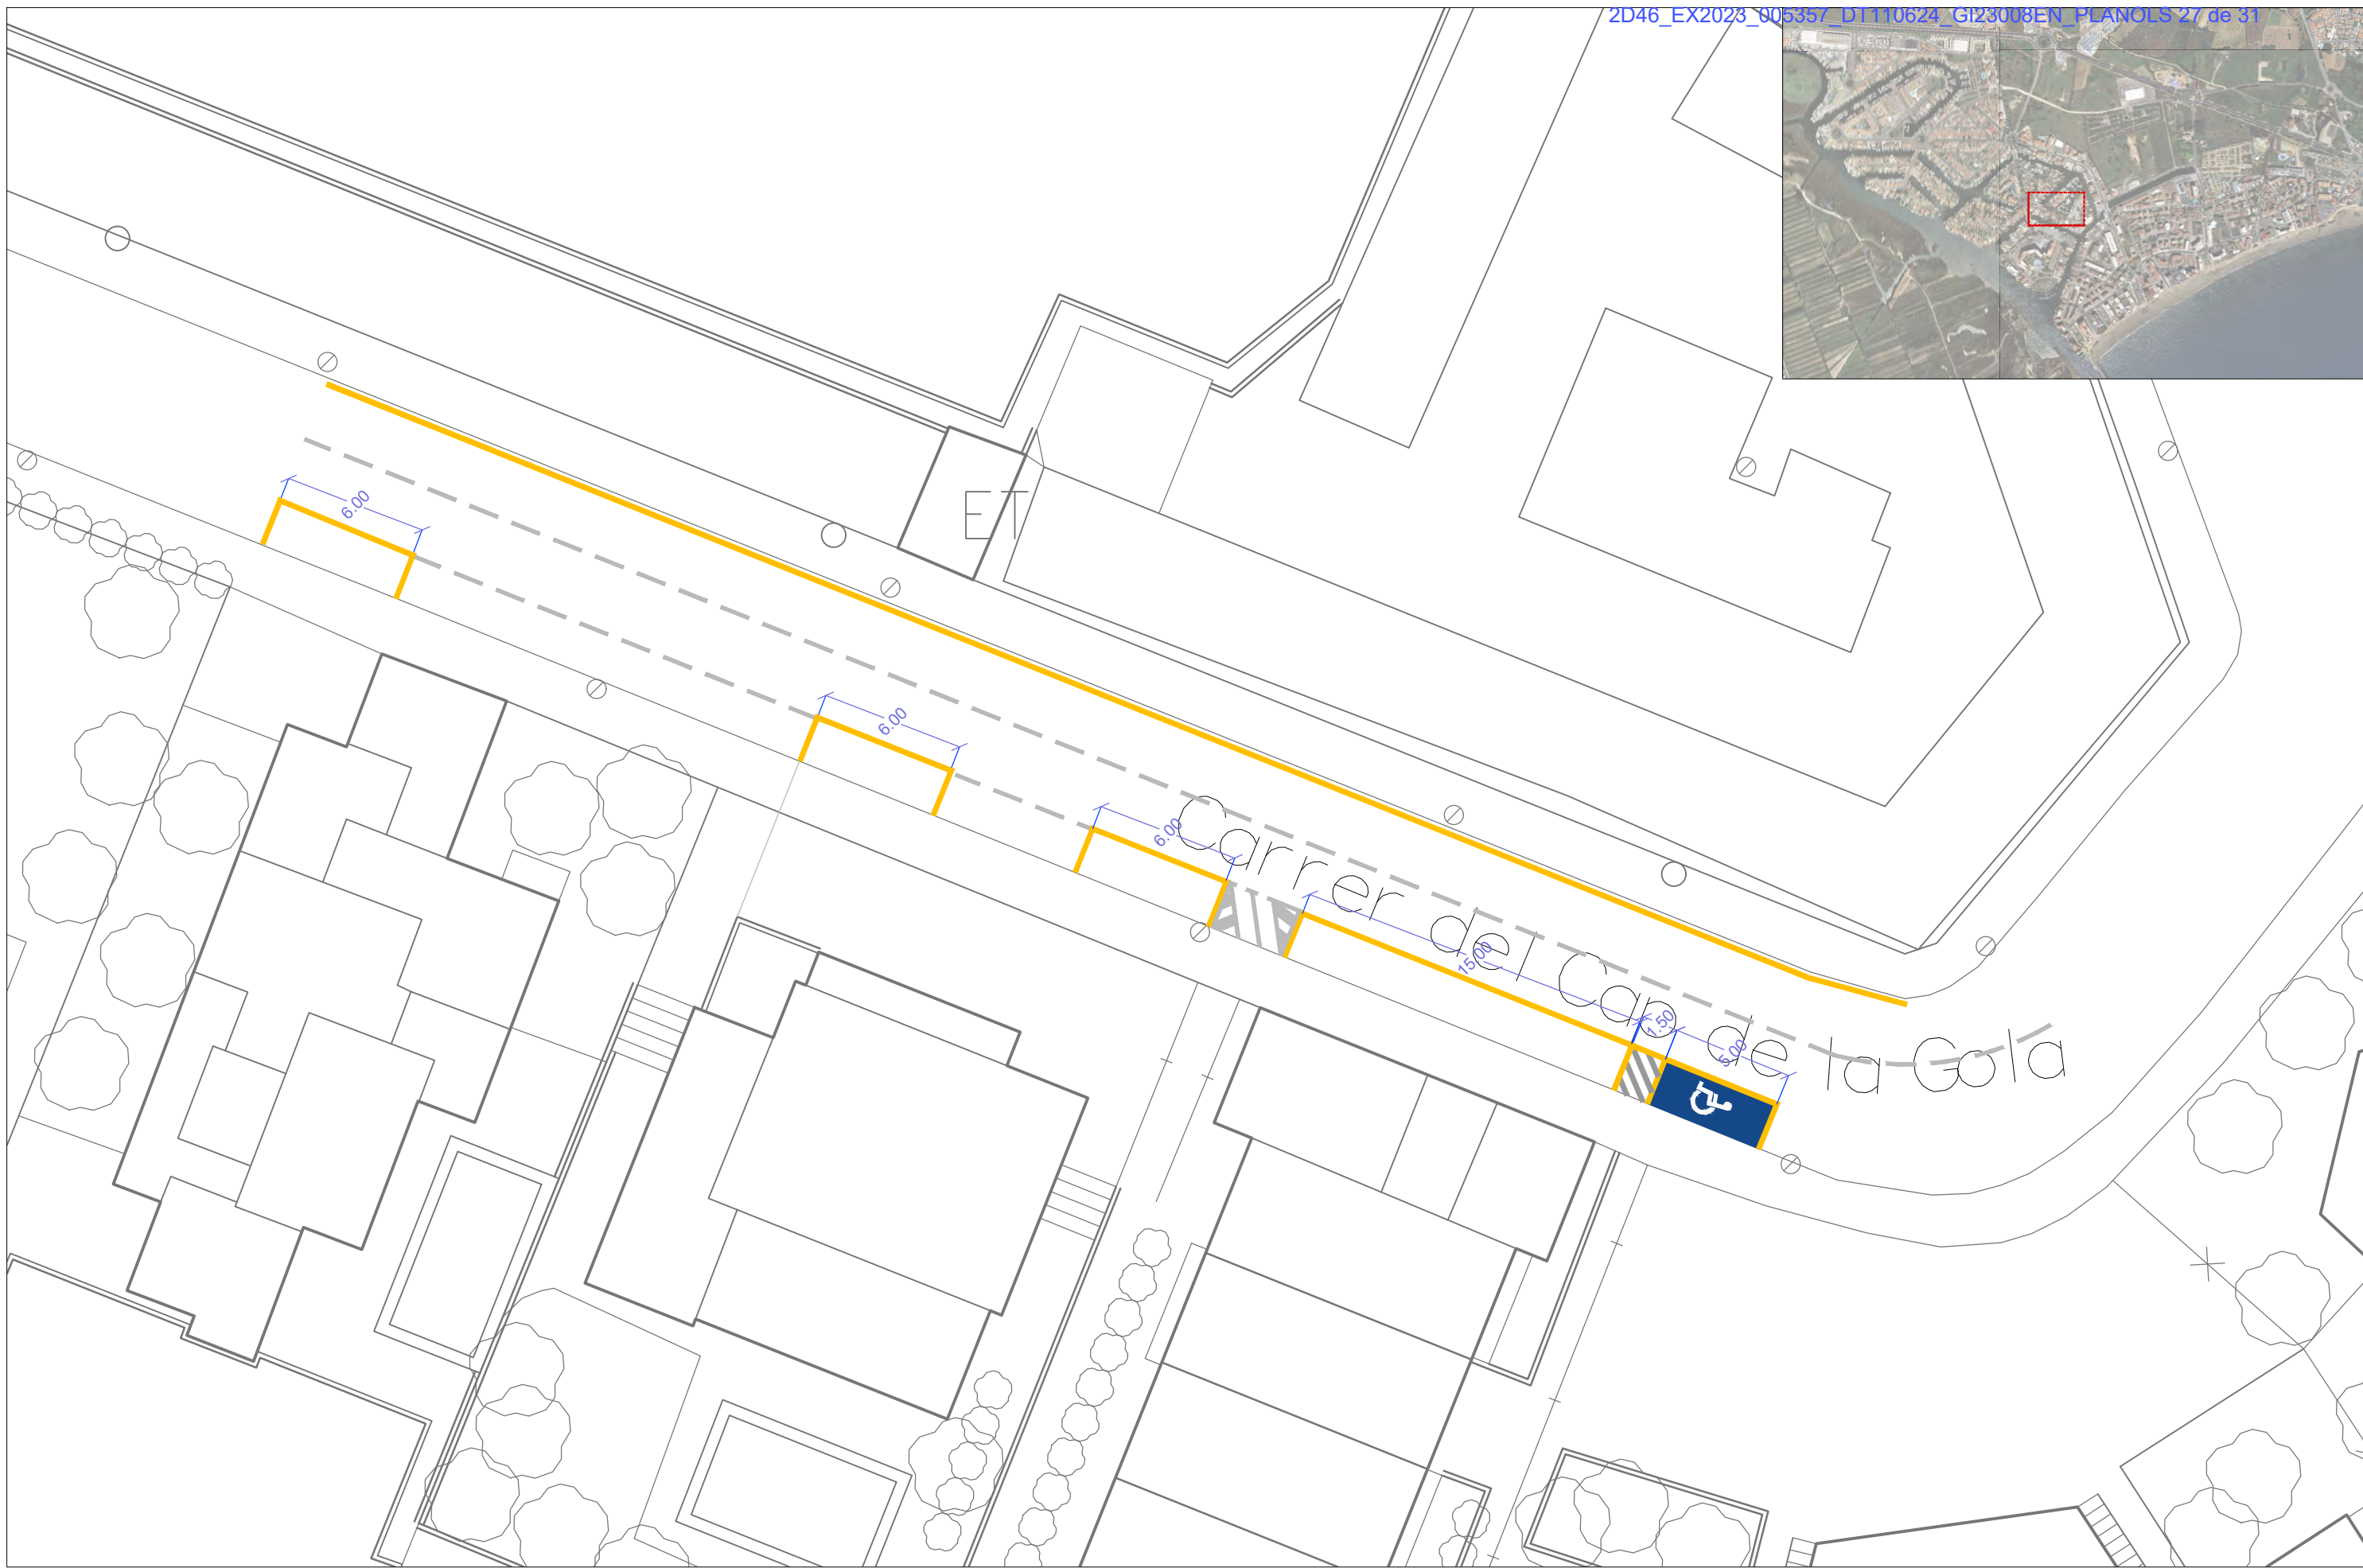 2D46_EX2023_005357_DT110624_GI23008EN_PLANOLS 27 de 31
6.00
ET
6.00
6.00
Carrer del Calpe de la Gola
15.00
1.50
5.00